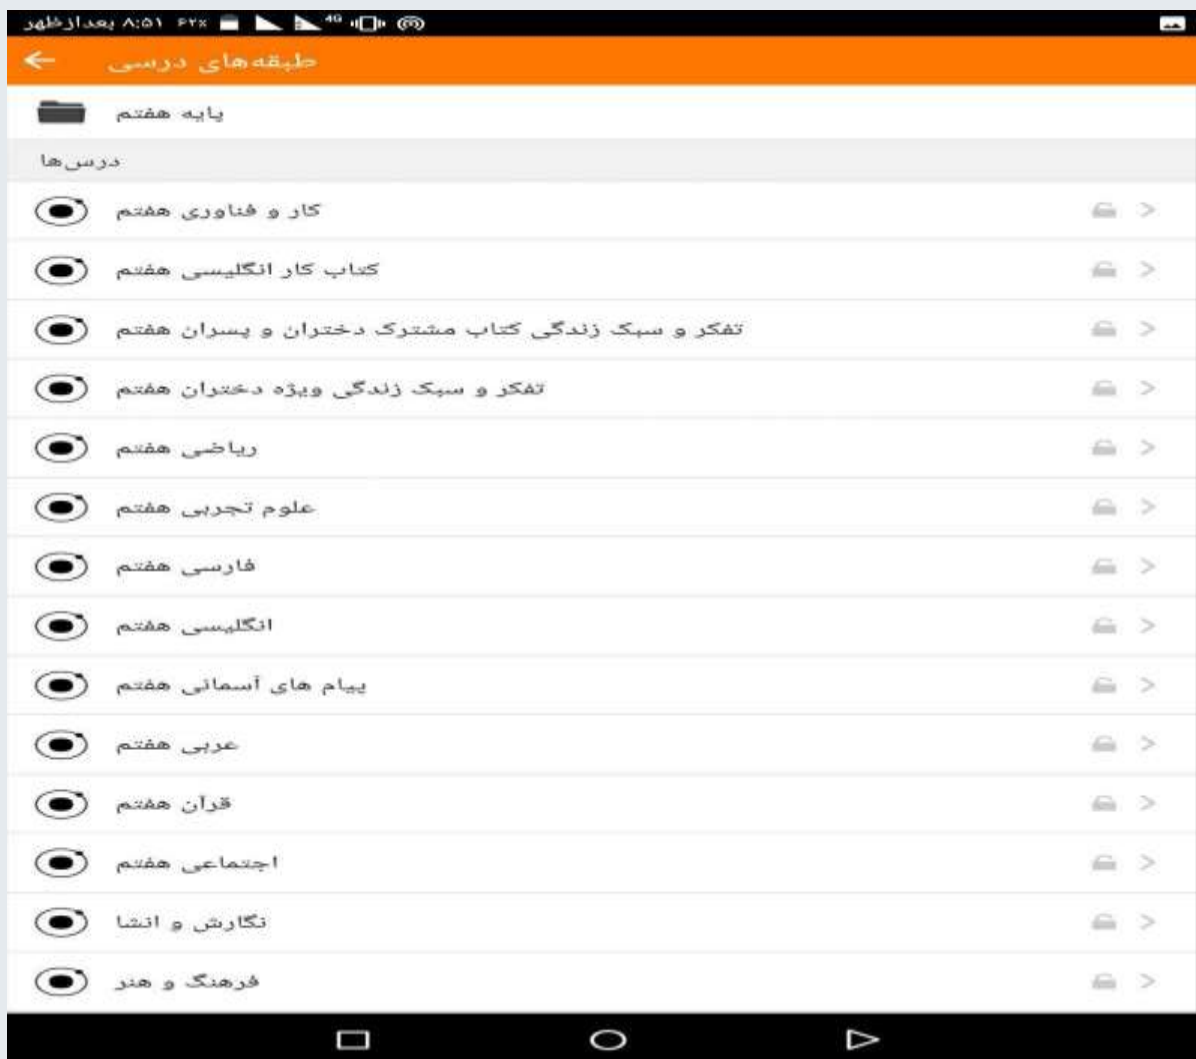 ۸:۵۱ بعدازظهر ۶۲% 4G
طبقه‌های درسی
پایه هفتم
درس‌ها
کار و فناوری هفتم
کتاب کار انگلیسی هفتم
تفکر و سبک زندگی کتاب مشترک دختران و پسران هفتم
تفکر و سبک زندگی ویژه دختران هفتم
ریاضی هفتم
علوم تجربی هفتم
فارسی هفتم
انگلیسی هفتم
پیام های آسمانی هفتم
عربی هفتم
قرآن هفتم
اجتماعی هفتم
نگارش و انشا
فرهنگ و هنر